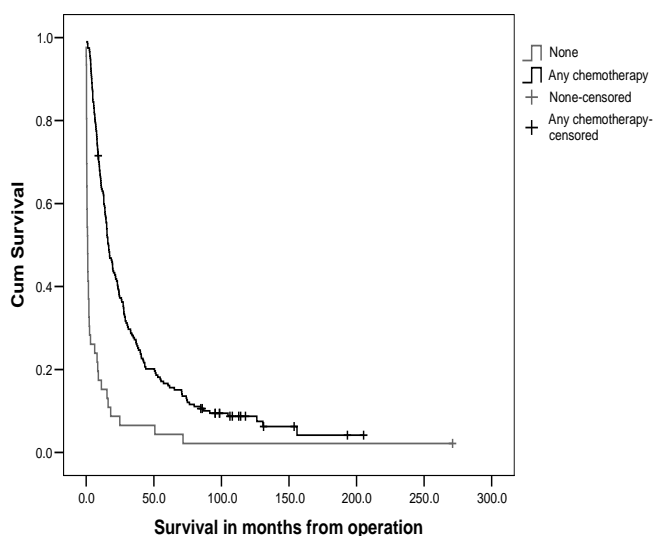 1.0
0.8
0.6
0.4
0.2
0.0
Cum Survival
0.0 50.0 100.0 150.0 200.0 250.0 300.0
Survival in months from operation
None
Any chemotherapy
None-censored
Any chemotherapy-
censored